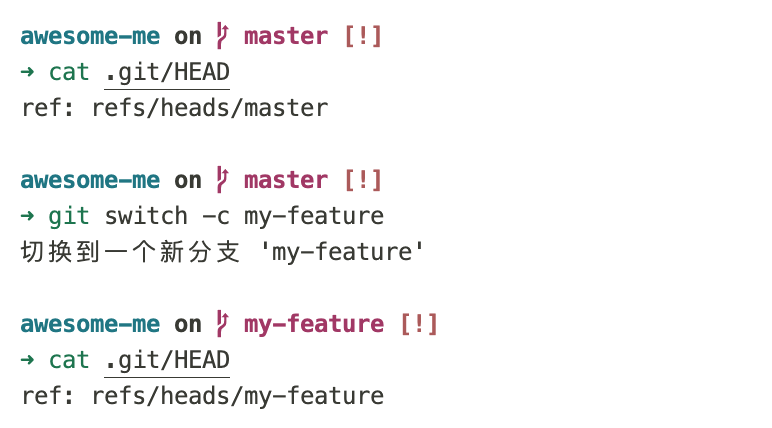 awesome-me on master [!]
➜ cat .git/HEAD
ref: refs/heads/master
awesome-me on master [!]
➜ git switch -c my-feature
切换到一个新分支 'my-feature'
awesome-me on my-feature [!]
➜ cat .git/HEAD
ref: refs/heads/my-feature